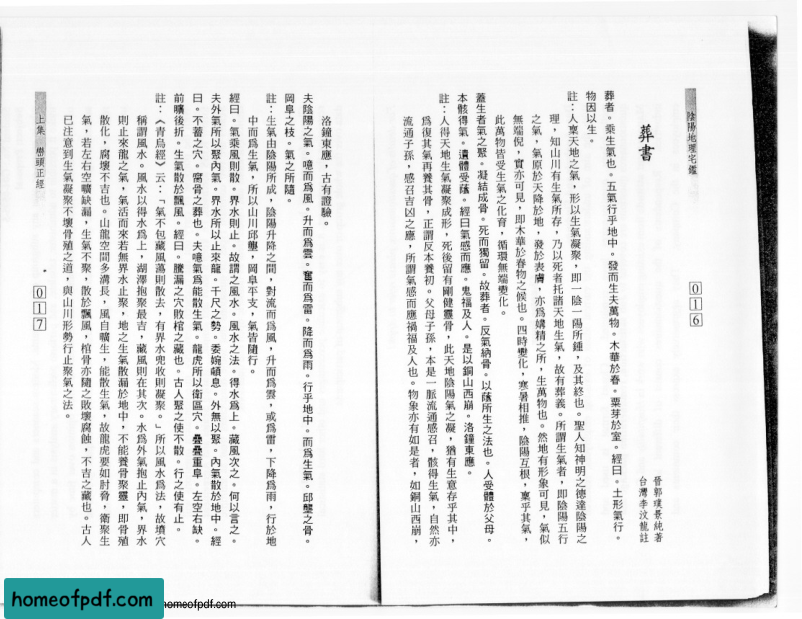 陰陽地理宅鑑
016
葬書
晉郭璞景純著
台灣李汶龍註
葬者。乘生氣也。五氣行乎地中。發而生夫萬物。木華於春。粟芽於室。經曰。土形氣行。
物因以生。
註：人稟天地之氣，形以生氣凝聚，即一陰一陽所鍾，及其終也。聖人知神明之德達陰陽之
理，知山川有生氣所存，乃以死者托諸天地生氣，故有葬義。所謂生氣者，即陰陽五行
之氣，氣原於天降於地，發於表膚，亦爲媾精之所，生萬物也。然地有形象可見，氣似
無端倪，實亦可見，即木華於春物之候也。四時變化，寒暑相推，陰陽互根，稟乎其氣，
此萬物皆受生氣之化育，循環無端變化。
蓋生者氣之聚。凝結成骨。死而獨留。故葬者。反氣納骨。以蔭所生之法也。人受體於父母。
本骸得氣。遺體受蔭。經曰氣感而應。鬼福及人。是以銅山西崩。洛鐘東應。
註：人得天地生氣凝聚成形，死後留有剛健靈骨，此天地陰陽氣之凝，猶有生意存乎其中，
爲復其氣再養其骨，正謂反本養初。父母子孫，本是一脈流通感召，骸得生氣，自然亦
流通子孫，感召吉凶之應，所謂氣感而應禍福及人也。物象亦有如是者，如銅山西崩，
洛鐘東應，古有證驗。
夫陰陽之氣。噫而爲風。升而爲雲。奮而爲雷。降而爲雨。行乎地中。而爲生氣。邱壟之骨。
岡阜之枝。氣之所隨。
註：生氣由陰陽所成，陰陽升降之間，對流而爲風，升而爲雲，或爲雷，下降爲雨，行於地
中而爲生氣，所以山川邱壟，岡阜平支，氣皆隨行。
經曰。氣乘風則散。界水則止。故謂之風水。風水之法。得水爲上。藏風次之。何以言之。
夫外氣所以聚內氣。界水所以止來龍。千尺之勢。委婉頓息。外無以聚。內氣散於地中。經
曰。不蓄之穴。腐骨之葬也。夫噫氣爲能散生氣。龍虎所以衛區穴。疊疊重阜。左空右缺。
前曠後折。生氣散於飄風。經曰。騰漏之穴敗棺之藏也。古人聚之使不散。行之使有止。
註：《青烏經》云：「氣不包藏風蕩則散去，有界水兜收則凝聚。」所以風水爲法，故墳穴
稱謂風水。風水以得水爲上，湖澤抱聚最吉，藏風則在其次。水爲外氣抱止內氣，界水
則止來龍之氣，氣活而來若無界水止聚，地之生氣散漏於地中，不能養骨聚靈，即骨殖
散化，腐壞不吉也。山龍空間多溝長，風自曠生，能散生氣，故龍虎要如肘脅，衛聚生
氣，若左右空曠缺漏，生氣不聚，散於飄風，棺骨亦隨之敗壞腐蝕，不吉之藏也。古人
已注意到生氣凝聚不壞骨殖之道，與山川形勢行止聚氣之法。
上集 巒頭正經
017
homeofpdf.com
homeofpdf.com